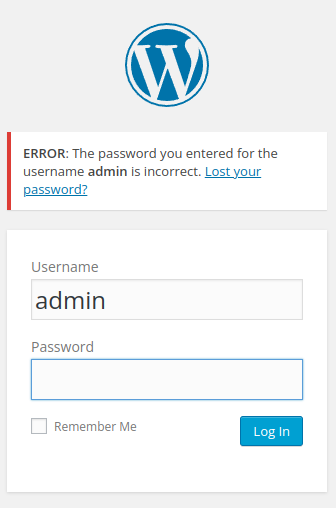 ERROR: The password you entered for the
username admin is incorrect. Lost your
password?
Username
admin
Password
Remember Me
Log In